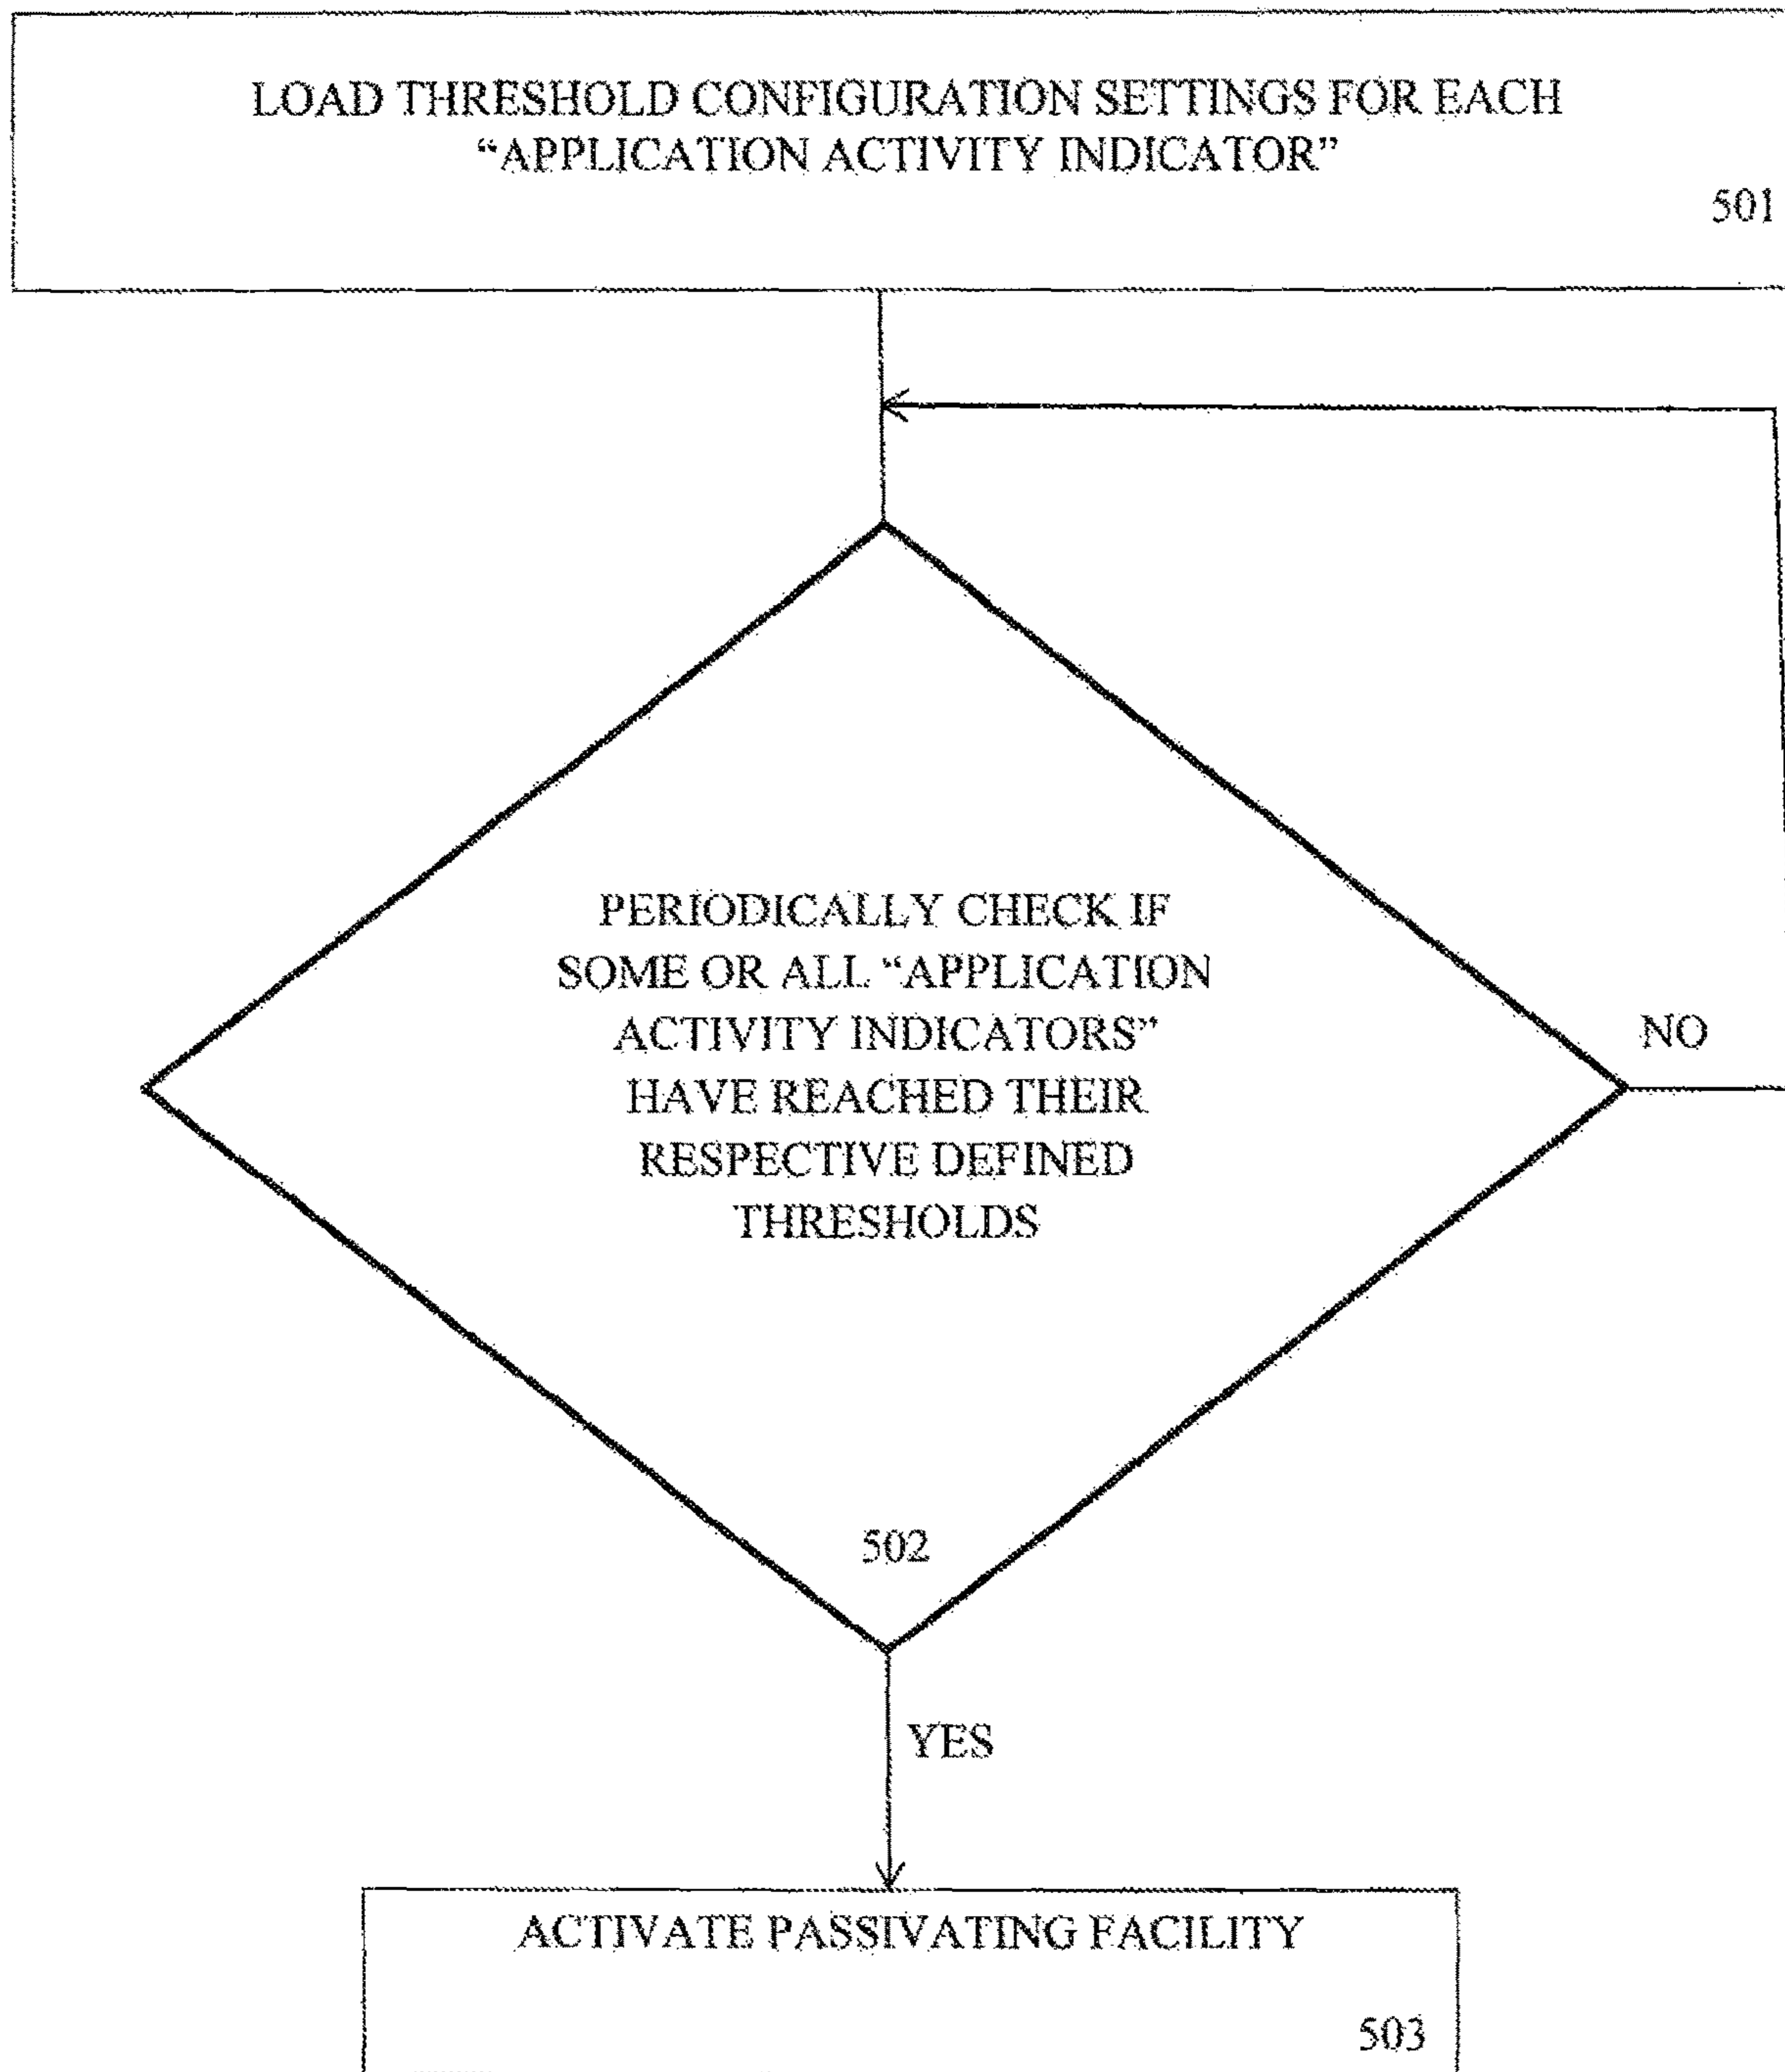 LOAD THRESHOLD CONFIGURATION SETTINGS FOR EACH
“APPLICATION ACTIVITY INDICATOR”
501
PERIODICALLY CHECK IF
SOME OR ALL “APPLICATION
ACTIVITY INDICATORS”
HAVE REACHED THEIR
RESPECTIVE DEFINED
THRESHOLDS
NO
502
YES
ACTIVATE PASSIVATING FACILITY
503